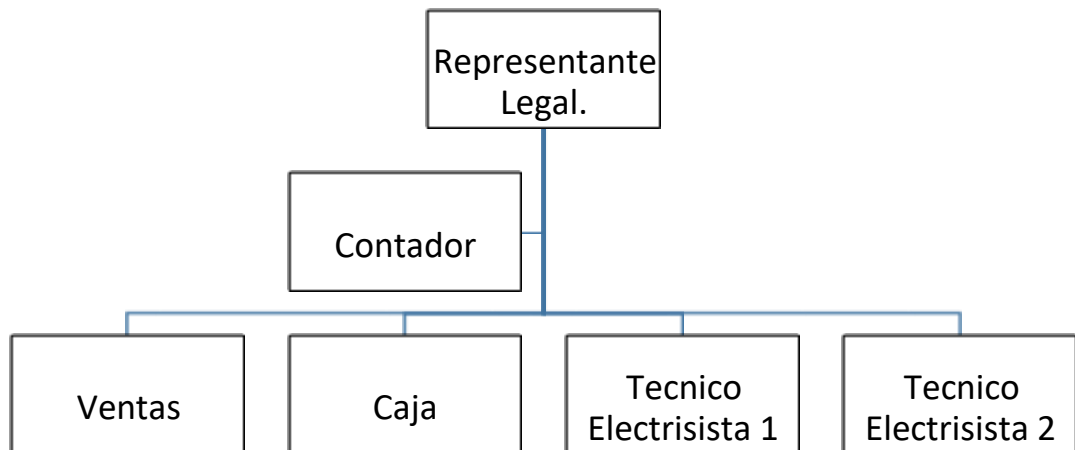 Representante
Legal.
Contador
Ventas
Caja
Tecnico
Electrisista 1
Tecnico
Electrisista 2